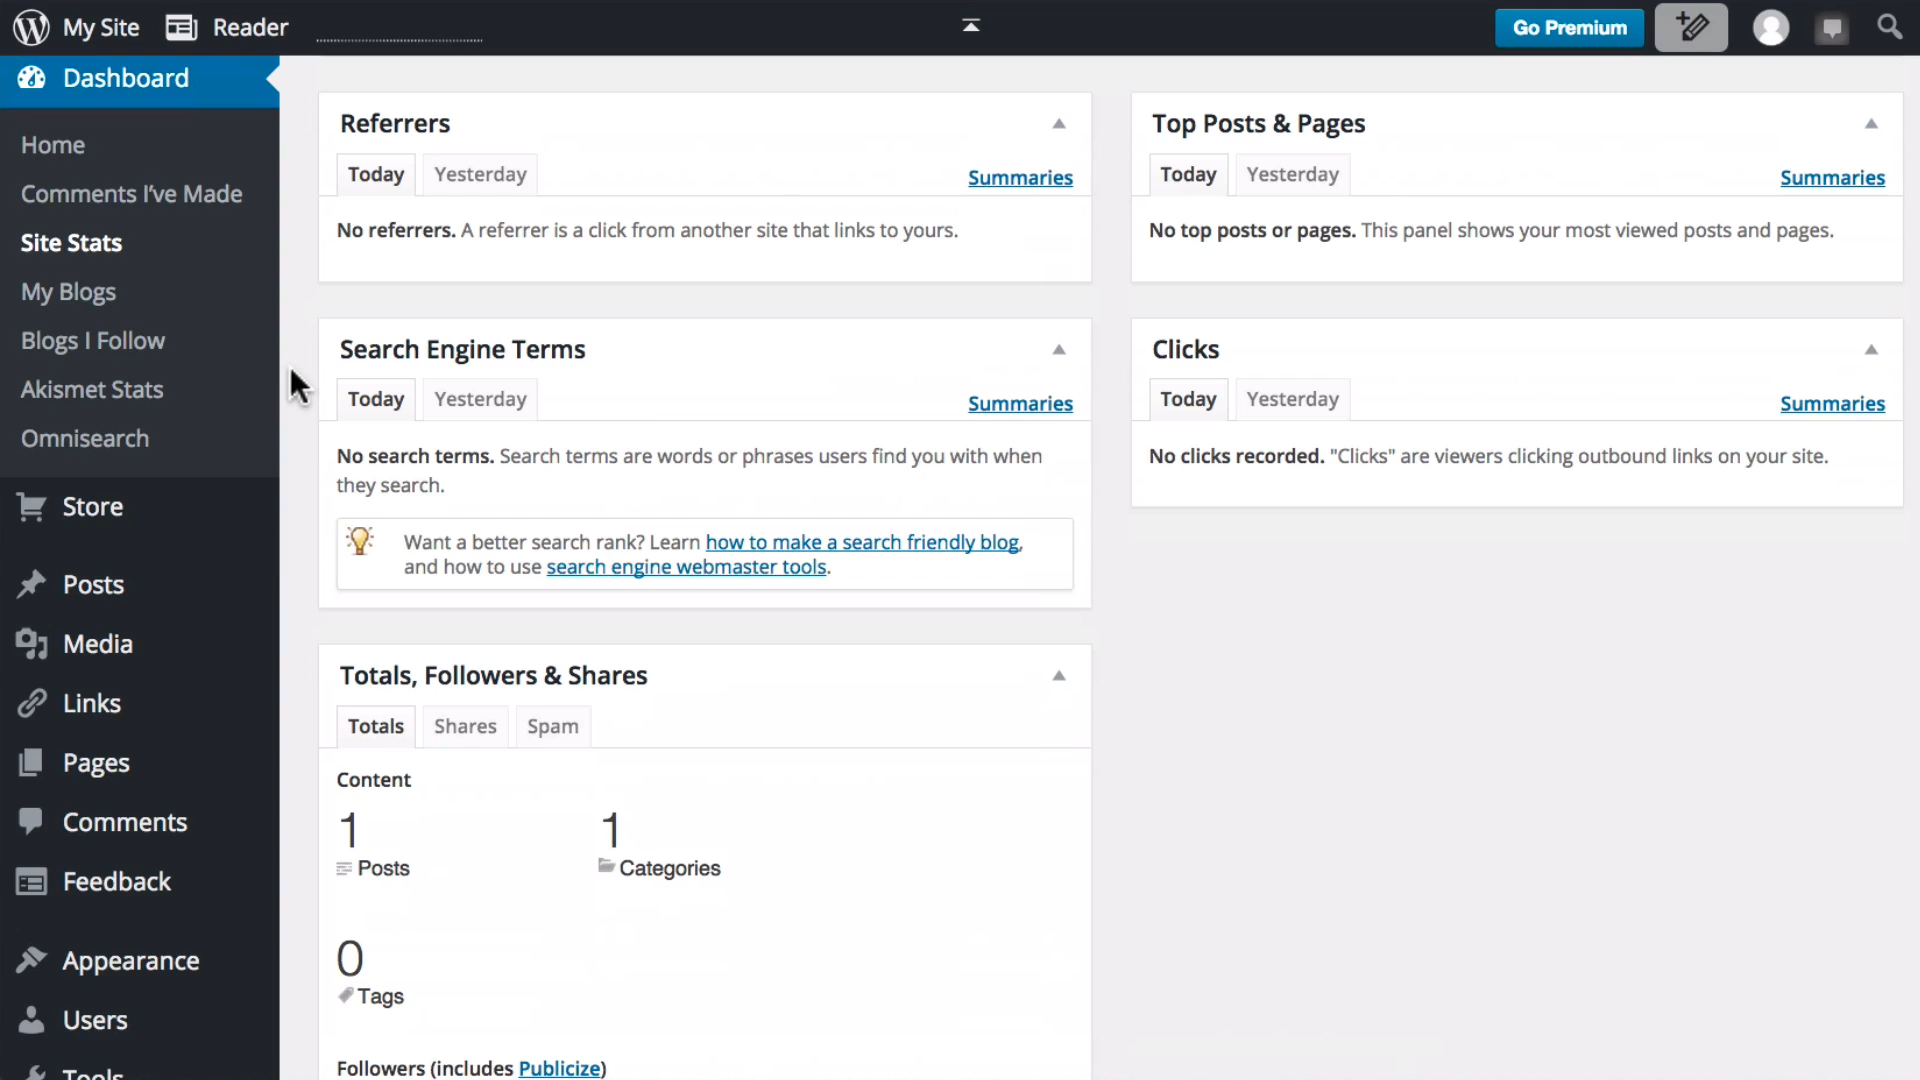 My Site
Reader
Go Premium
Dashboard
Home
Comments I've Made
Site Stats
My Blogs
Blogs I Follow
Akismet Stats
Omnisearch
Store
Posts
Media
Links
Pages
Comments
Feedback
Appearance
Users
Tools
Referrers
Today Yesterday Summaries
No referrers. A referrer is a click from another site that links to yours.
Search Engine Terms
Today Yesterday Summaries
No search terms. Search terms are words or phrases users find you with when
they search.
Want a better search rank? Learn how to make a search friendly blog,
and how to use search engine webmaster tools.
Totals, Followers & Shares
Totals Shares Spam
Content
1 1
Posts Categories
0
Tags
Followers (includes Publicize)
Top Posts & Pages
Today Yesterday Summaries
No top posts or pages. This panel shows your most viewed posts and pages.
Clicks
Today Yesterday Summaries
No clicks recorded. "Clicks" are viewers clicking outbound links on your site.